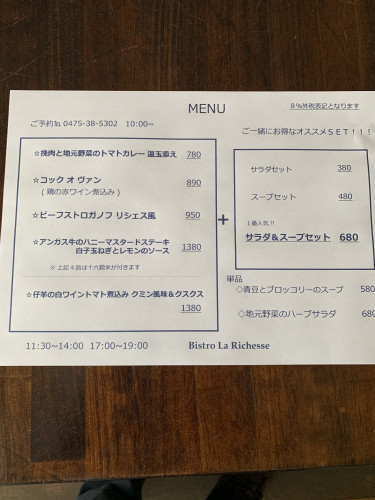 MENU
8％外税表記となります
ご予約℡ 0475-38-5302 10:00~
ご一緒にお得なオススメSET!!!
☆挽肉と地元野菜のトマトカレー 温玉添え 780
☆コック オ ヴァン 890
( 鶏の赤ワイン煮込み )
☆ビーフストロガノフ リシェス風 950
☆アンガス牛のハニーマスタードステーキ
白子玉ねぎとレモンのソース 1380
※ 上記4皿は十六穀米が付きます
☆仔羊の白ワイントマト煮込み クミン風味＆クスクス
1380
+
サラダセット 380
スープセット 480
1番人気!!
サラダ&スープセット 680
単品
◇青豆とブロッコリーのスープ 580
◇地元野菜のハーブサラダ 680
11:30~14:00 17:00~19:00 Bistro La Richesse